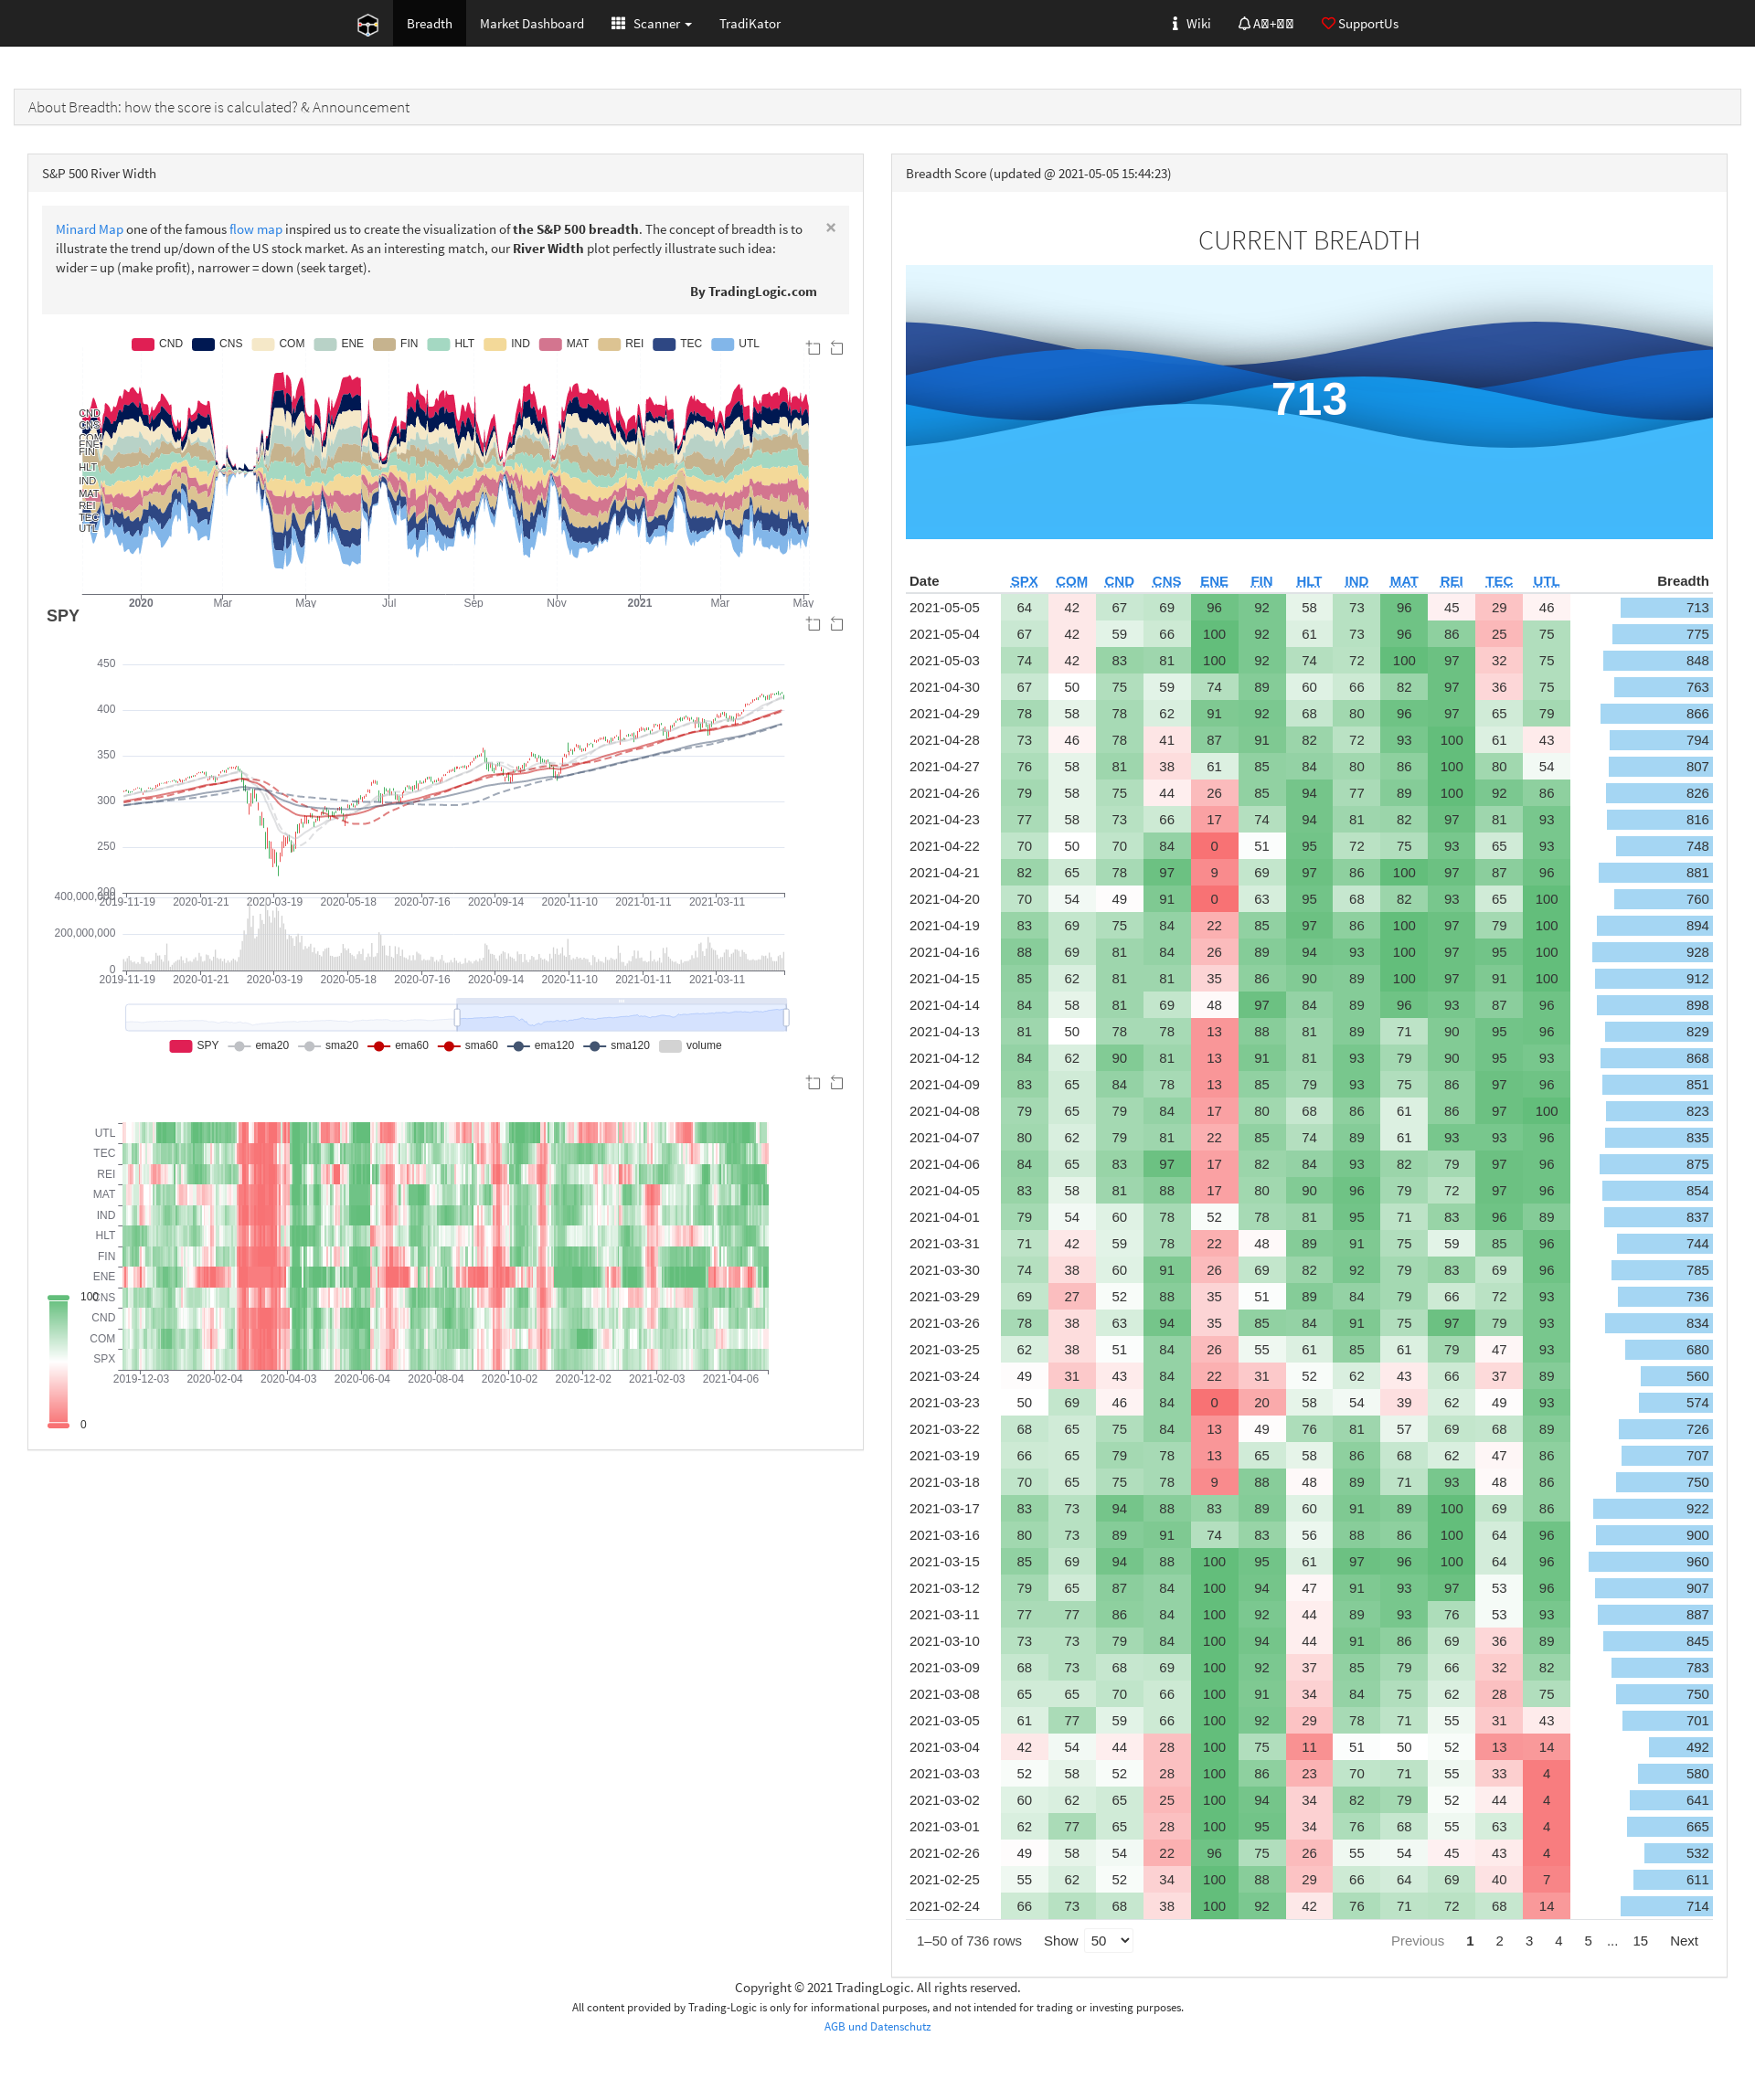 Breadth Market Dashboard Scanner TradiKator Wiki SupportUs
About Breadth: how the score is calculated? & Announcement
S&P 500 River Width
Minard Map one of the famous flow map inspired us to create the visualization of the S&P 500 breadth. The concept of breadth is to
illustrate the trend up/down of the US stock market. As an interesting match, our River Width plot perfectly illustrate such idea:
wider = up (make profit), narrower = down (seek target).
×
By TradingLogic.com
CND CNS COM ENE FIN HLT IND MAT REI TEC UTL
CND
CNS
COM
ENE
FIN
HLT
IND
MAT
REI
TEC
UTL
2020 Mar May Jul Sep Nov 2021 Mar May
SPY
450
400
350
300
250
200
2019-11-19 2020-01-21 2020-03-19 2020-05-18 2020-07-16 2020-09-14 2020-11-10 2021-01-11 2021-03-11
400,000,000
200,000,000
0
2019-11-19 2020-01-21 2020-03-19 2020-05-18 2020-07-16 2020-09-14 2020-11-10 2021-01-11 2021-03-11
SPY ema20 sma20 ema60 sma60 ema120 sma120 volume
UTL
TEC
REI
MAT
IND
HLT
FIN
ENE
CNS
CND
COM
SPX
2019-12-03 2020-02-04 2020-04-03 2020-06-04 2020-08-04 2020-10-02 2020-12-02 2021-02-03 2021-04-06
100
0
Breadth Score (updated @ 2021-05-05 15:44:23)
CURRENT BREADTH
713
Date SPX COM CND CNS ENE FIN HLT IND MAT REI TEC UTL Breadth
2021-05-05 64 42 67 69 96 92 58 73 96 45 29 46 713
2021-05-04 67 42 59 66 100 92 61 73 96 86 25 75 775
2021-05-03 74 42 83 81 100 92 74 72 100 97 32 75 848
2021-04-30 67 50 75 59 74 89 60 66 82 97 36 75 763
2021-04-29 78 58 78 62 91 92 68 80 96 97 65 79 866
2021-04-28 73 46 78 41 87 91 82 72 93 100 61 43 794
2021-04-27 76 58 81 38 61 85 84 80 86 100 80 54 807
2021-04-26 79 58 75 44 26 85 94 77 89 100 92 86 826
2021-04-23 77 58 73 66 17 74 94 81 82 97 81 93 816
2021-04-22 70 50 70 84 0 51 95 72 75 93 65 93 748
2021-04-21 82 65 78 97 9 69 97 86 100 97 87 96 881
2021-04-20 70 54 49 91 0 63 95 68 82 93 65 100 760
2021-04-19 83 69 75 84 22 85 97 86 100 97 79 100 894
2021-04-16 88 69 81 84 26 89 94 93 100 97 95 100 928
2021-04-15 85 62 81 81 35 86 90 89 100 97 91 100 912
2021-04-14 84 58 81 69 48 97 84 89 96 93 87 96 898
2021-04-13 81 50 78 78 13 88 81 89 71 90 95 96 829
2021-04-12 84 62 90 81 13 91 81 93 79 90 95 93 868
2021-04-09 83 65 84 78 13 85 79 93 75 86 97 96 851
2021-04-08 79 65 79 84 17 80 68 86 61 86 97 100 823
2021-04-07 80 62 79 81 22 85 74 89 61 93 93 96 835
2021-04-06 84 65 83 97 17 82 84 93 82 79 97 96 875
2021-04-05 83 58 81 88 17 80 90 96 79 72 97 96 854
2021-04-01 79 54 60 78 52 78 81 95 71 83 96 89 837
2021-03-31 71 42 59 78 22 48 89 91 75 59 85 96 744
2021-03-30 74 38 60 91 26 69 82 92 79 83 69 96 785
2021-03-29 69 27 52 88 35 51 89 84 79 66 72 93 736
2021-03-26 78 38 63 94 35 85 84 91 75 97 79 93 834
2021-03-25 62 38 51 84 26 55 61 85 61 79 47 93 680
2021-03-24 49 31 43 84 22 31 52 62 43 66 37 89 560
2021-03-23 50 69 46 84 0 20 58 54 39 62 49 93 574
2021-03-22 68 65 75 84 13 49 76 81 57 69 68 89 726
2021-03-19 66 65 79 78 13 65 58 86 68 62 47 86 707
2021-03-18 70 65 75 78 9 88 48 89 71 93 48 86 750
2021-03-17 83 73 94 88 83 89 60 91 89 100 69 86 922
2021-03-16 80 73 89 91 74 83 56 88 86 100 64 96 900
2021-03-15 85 69 94 88 100 95 61 97 96 100 64 96 960
2021-03-12 79 65 87 84 100 94 47 91 93 97 53 96 907
2021-03-11 77 77 86 84 100 92 44 89 93 76 53 93 887
2021-03-10 73 73 79 84 100 94 44 91 86 69 36 89 845
2021-03-09 68 73 68 69 100 92 37 85 79 66 32 82 783
2021-03-08 65 65 70 66 100 91 34 84 75 62 28 75 750
2021-03-05 61 77 59 66 100 92 29 78 71 55 31 43 701
2021-03-04 42 54 44 28 100 75 11 51 50 52 13 14 492
2021-03-03 52 58 52 28 100 86 23 70 71 55 33 4 580
2021-03-02 60 62 65 25 100 94 34 82 79 52 44 4 641
2021-03-01 62 77 65 28 100 95 34 76 68 55 63 4 665
2021-02-26 49 58 54 22 96 75 26 55 54 45 43 4 532
2021-02-25 55 62 52 34 100 88 29 66 64 69 40 7 611
2021-02-24 66 73 68 38 100 92 42 76 71 72 68 14 714
1–50 of 736 rows Show 50 Previous 1 2 3 4 5 ... 15 Next
Copyright © 2021 TradingLogic. All rights reserved.
All content provided by Trading-Logic is only for informational purposes, and not intended for trading or investing purposes.
AGB und Datenschutz